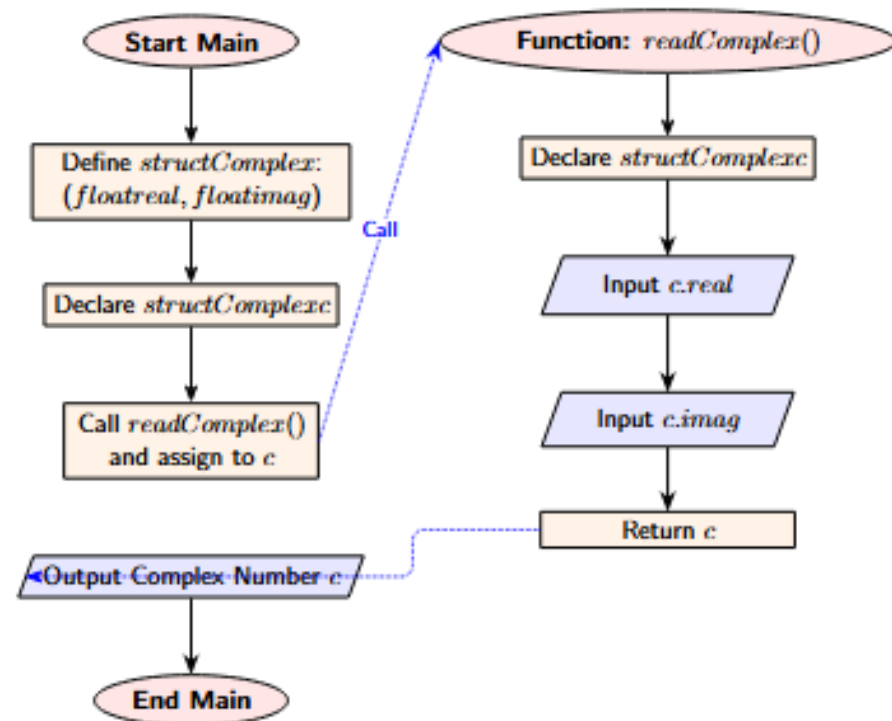 Start Main
Define structComplex:
(floatreal, floatimag)
Declare structComplexc
Call readComplex()
and assign to c
Output Complex Number c
End Main
Call
Function: readComplex()
Declare structComplexc
Input c.real
Input c.imag
Return c